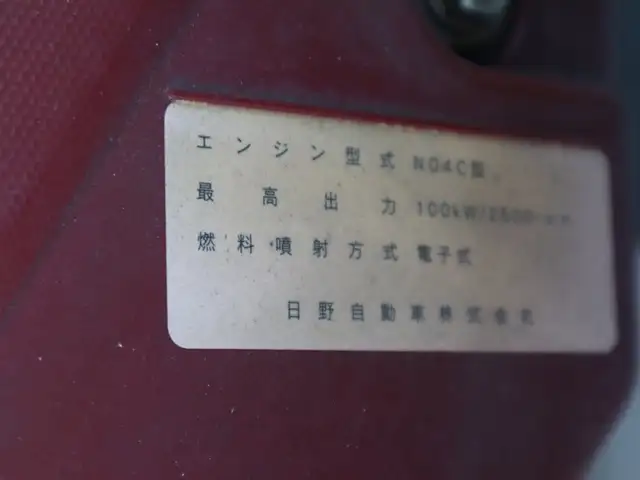 エンジン型式 N04C型
最高出力 100kW/2500
燃料噴射方式 電子式
日野自動車株式会社